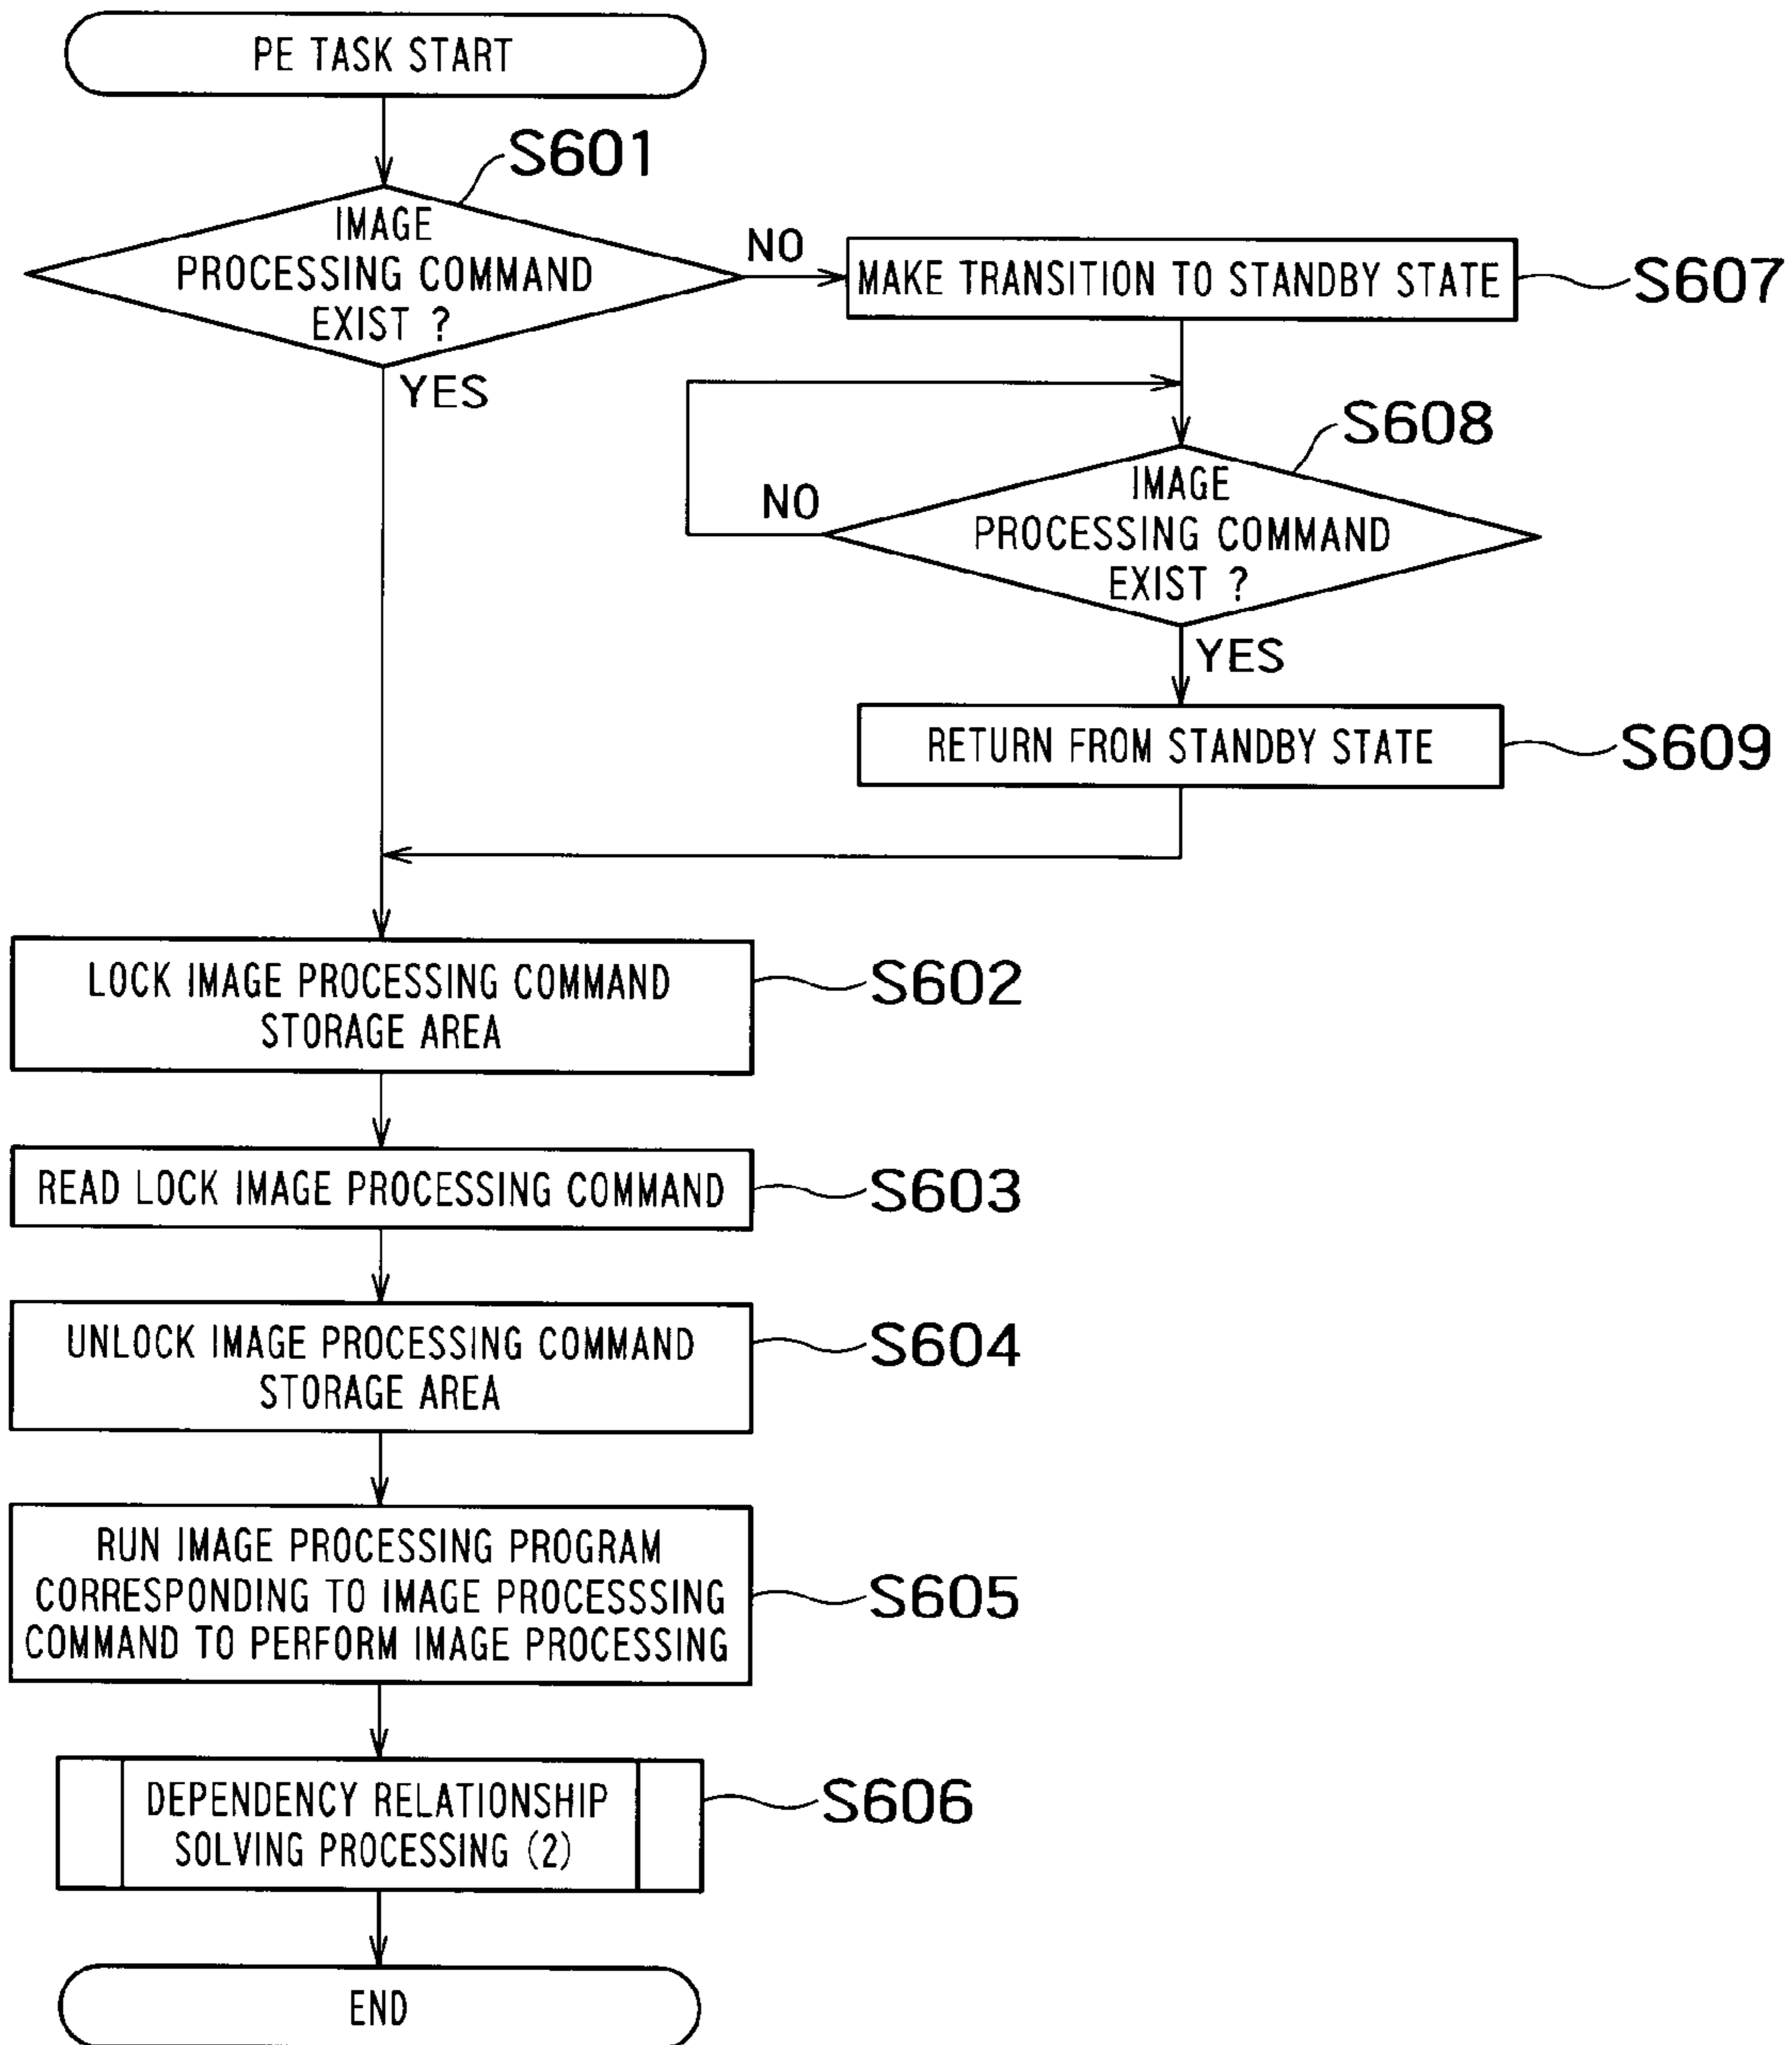 PE TASK START
S601
IMAGE
PROCESSING COMMAND
EXIST ?
NO
YES
MAKE TRANSITION TO STANDBY STATE
S607
S608
IMAGE
PROCESSING COMMAND
EXIST ?
NO
YES
RETURN FROM STANDBY STATE
S609
LOCK IMAGE PROCESSING COMMAND
STORAGE AREA
S602
READ LOCK IMAGE PROCESSING COMMAND
S603
UNLOCK IMAGE PROCESSING COMMAND
STORAGE AREA
S604
RUN IMAGE PROCESSING PROGRAM
CORRESPONDING TO IMAGE PROCESSSING
COMMAND TO PERFORM IMAGE PROCESSING
S605
DEPENDENCY RELATIONSHIP
SOLVING PROCESSING (2)
S606
END